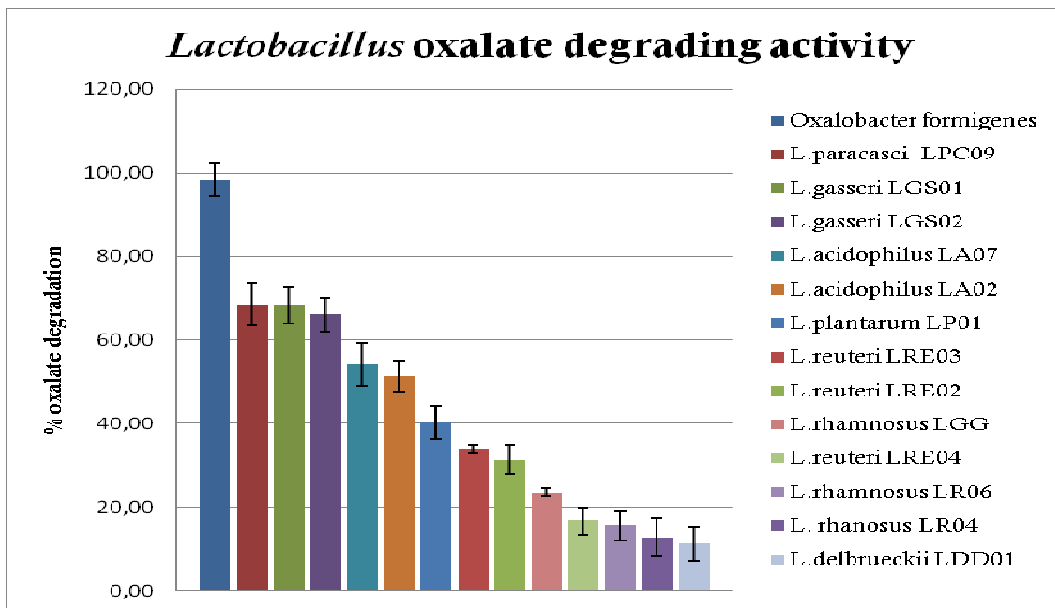 Lactobacillus oxalate degrading activity
120,00
100,00
80,00
60,00
40,00
20,00
0,00
% oxalate degradation
Oxalobacter formigenes
L.paracasci LPC09
L.gasseri LGS01
L.gasseri LGS02
L.acidophilus LA07
L.acidophilus LA02
L.plantarum LP01
L.reuteri LRE03
L.reuteri LRE02
L.rhamnosus LGG
L.reuteri LRE04
L.rhamnosus LR06
L. rhanosus LR04
L.delbrueckii LDD01